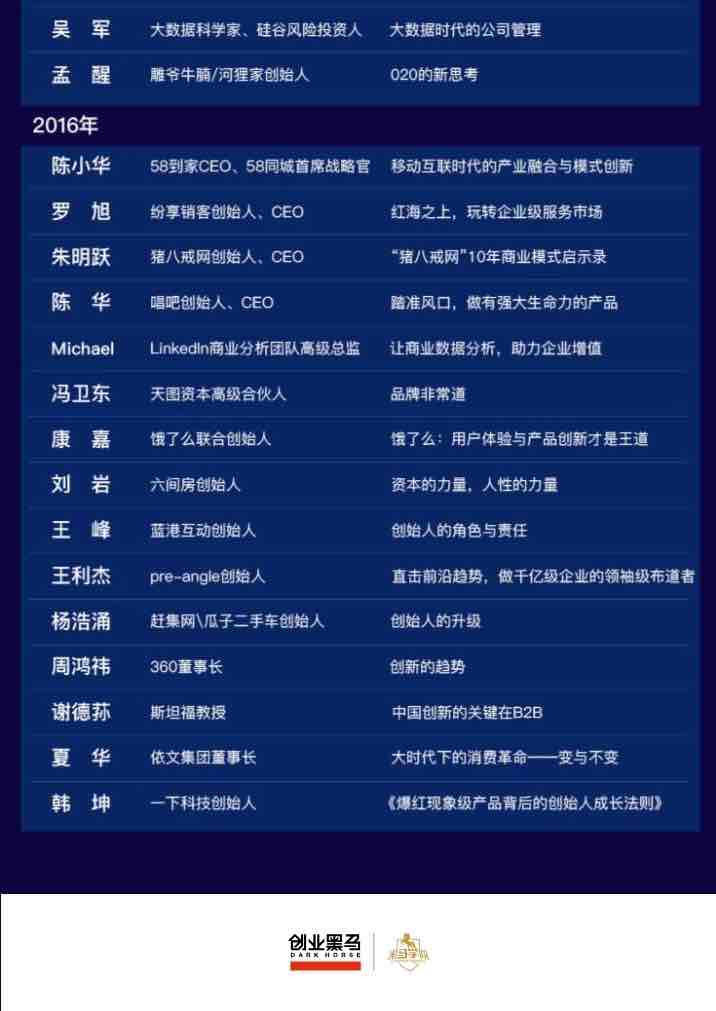 吴 军 大数据科学家、硅谷风险投资人 大数据时代的公司管理
孟 醒 雕爷牛腩/河狸家创始人 O2O的新思考
2016年
陈小华 58到家CEO、58同城首席战略官 移动互联时代的产业融合与模式创新
罗 旭 纷享销客创始人、CEO 红海之上，玩转企业级服务市场
朱明跃 猪八戒网创始人、CEO “猪八戒网”10年商业模式启示录
陈 华 唱吧创始人、CEO 踏准风口，做有强大生命力的产品
Michael LinkedIn商业分析团队高级总监 让商业数据分析，助力企业增值
冯卫东 天图资本高级合伙人 品牌非常道
康 嘉 饿了么联合创始人 饿了么：用户体验与产品创新才是王道
刘 岩 六间房创始人 资本的力量，人性的力量
王 峰 蓝港互动创始人 创始人的角色与责任
王利杰 pre-angle创始人 直击前沿趋势，做千亿级企业的领袖级布道者
杨浩涌 赶集网\瓜子二手车创始人 创始人的升级
周鸿祎 360董事长 创新的趋势
谢德荪 斯坦福教授 中国创新的关键在B2B
夏 华 依文集团董事长 大时代下的消费革命——变与不变
韩 坤 一下科技创始人 《爆红现象级产品背后的创始人成长法则》
创业黑马
DARK HORSE